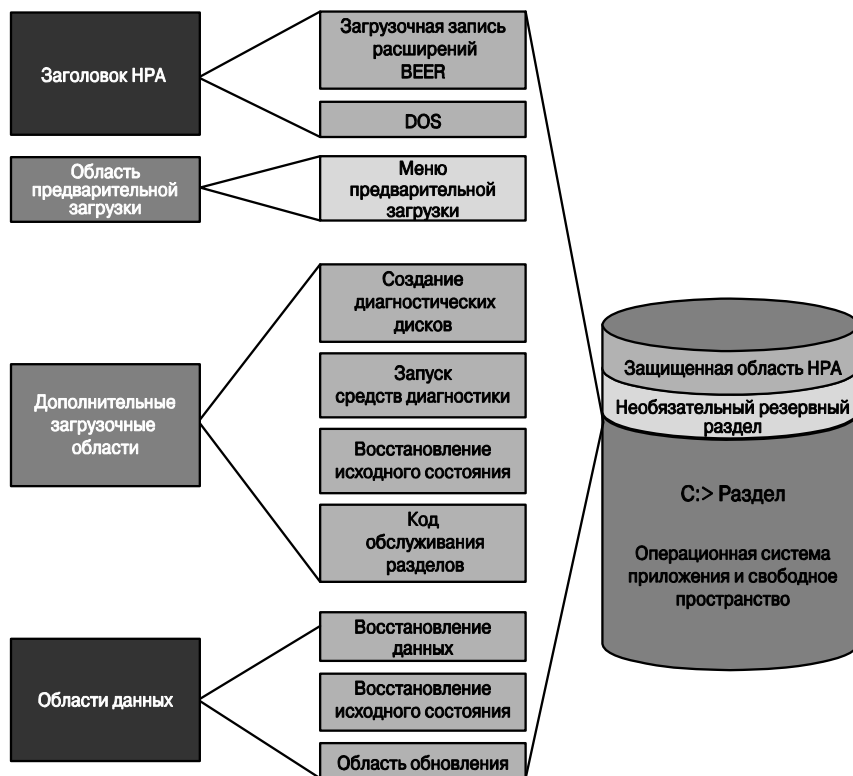 Заголовок HPA
Загрузочная запись
расширений
BEER
DOS
Область
предварительной
загрузки
Меню
предварительной
загрузки
Дополнительные
загрузочные
области
Создание
диагностических
дисков
Запуск
средств диагностики
Восстановление
исходного состояния
Код
обслуживания
разделов
Области данных
Восстановление
данных
Восстановление
исходного состояния
Область обновления
Защищенная область HPA
Необязательный резервный
раздел
C:> Раздел
Операционная система
приложения и свободное
пространство